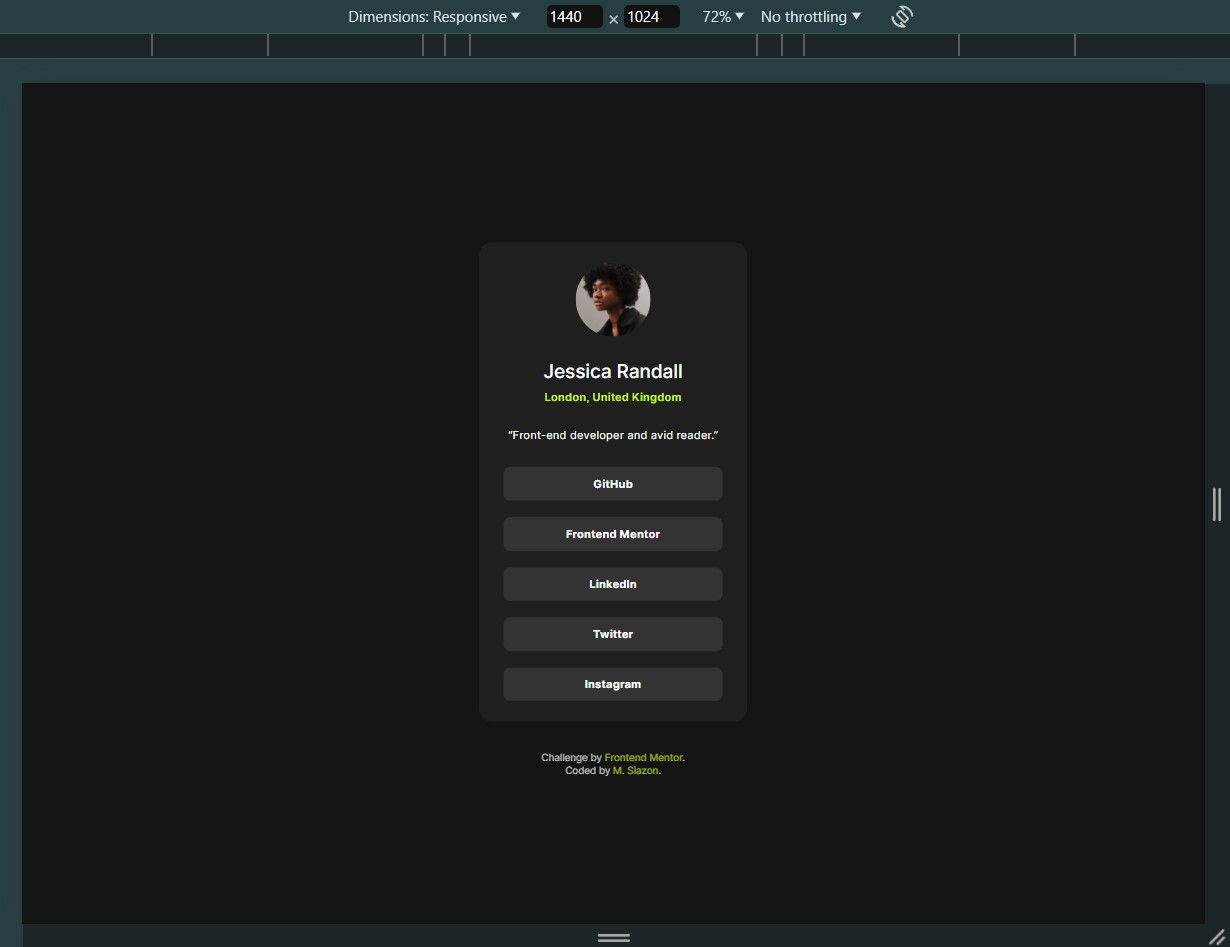 Dimensions: Responsive ▼ 1440 × 1024 72% ▼ No throttling ▼
Jessica Randall
London, United Kingdom
“Front-end developer and avid reader.”
GitHub
Frontend Mentor
LinkedIn
Twitter
Instagram
Challenge by Frontend Mentor.
Coded by M. Slazon.